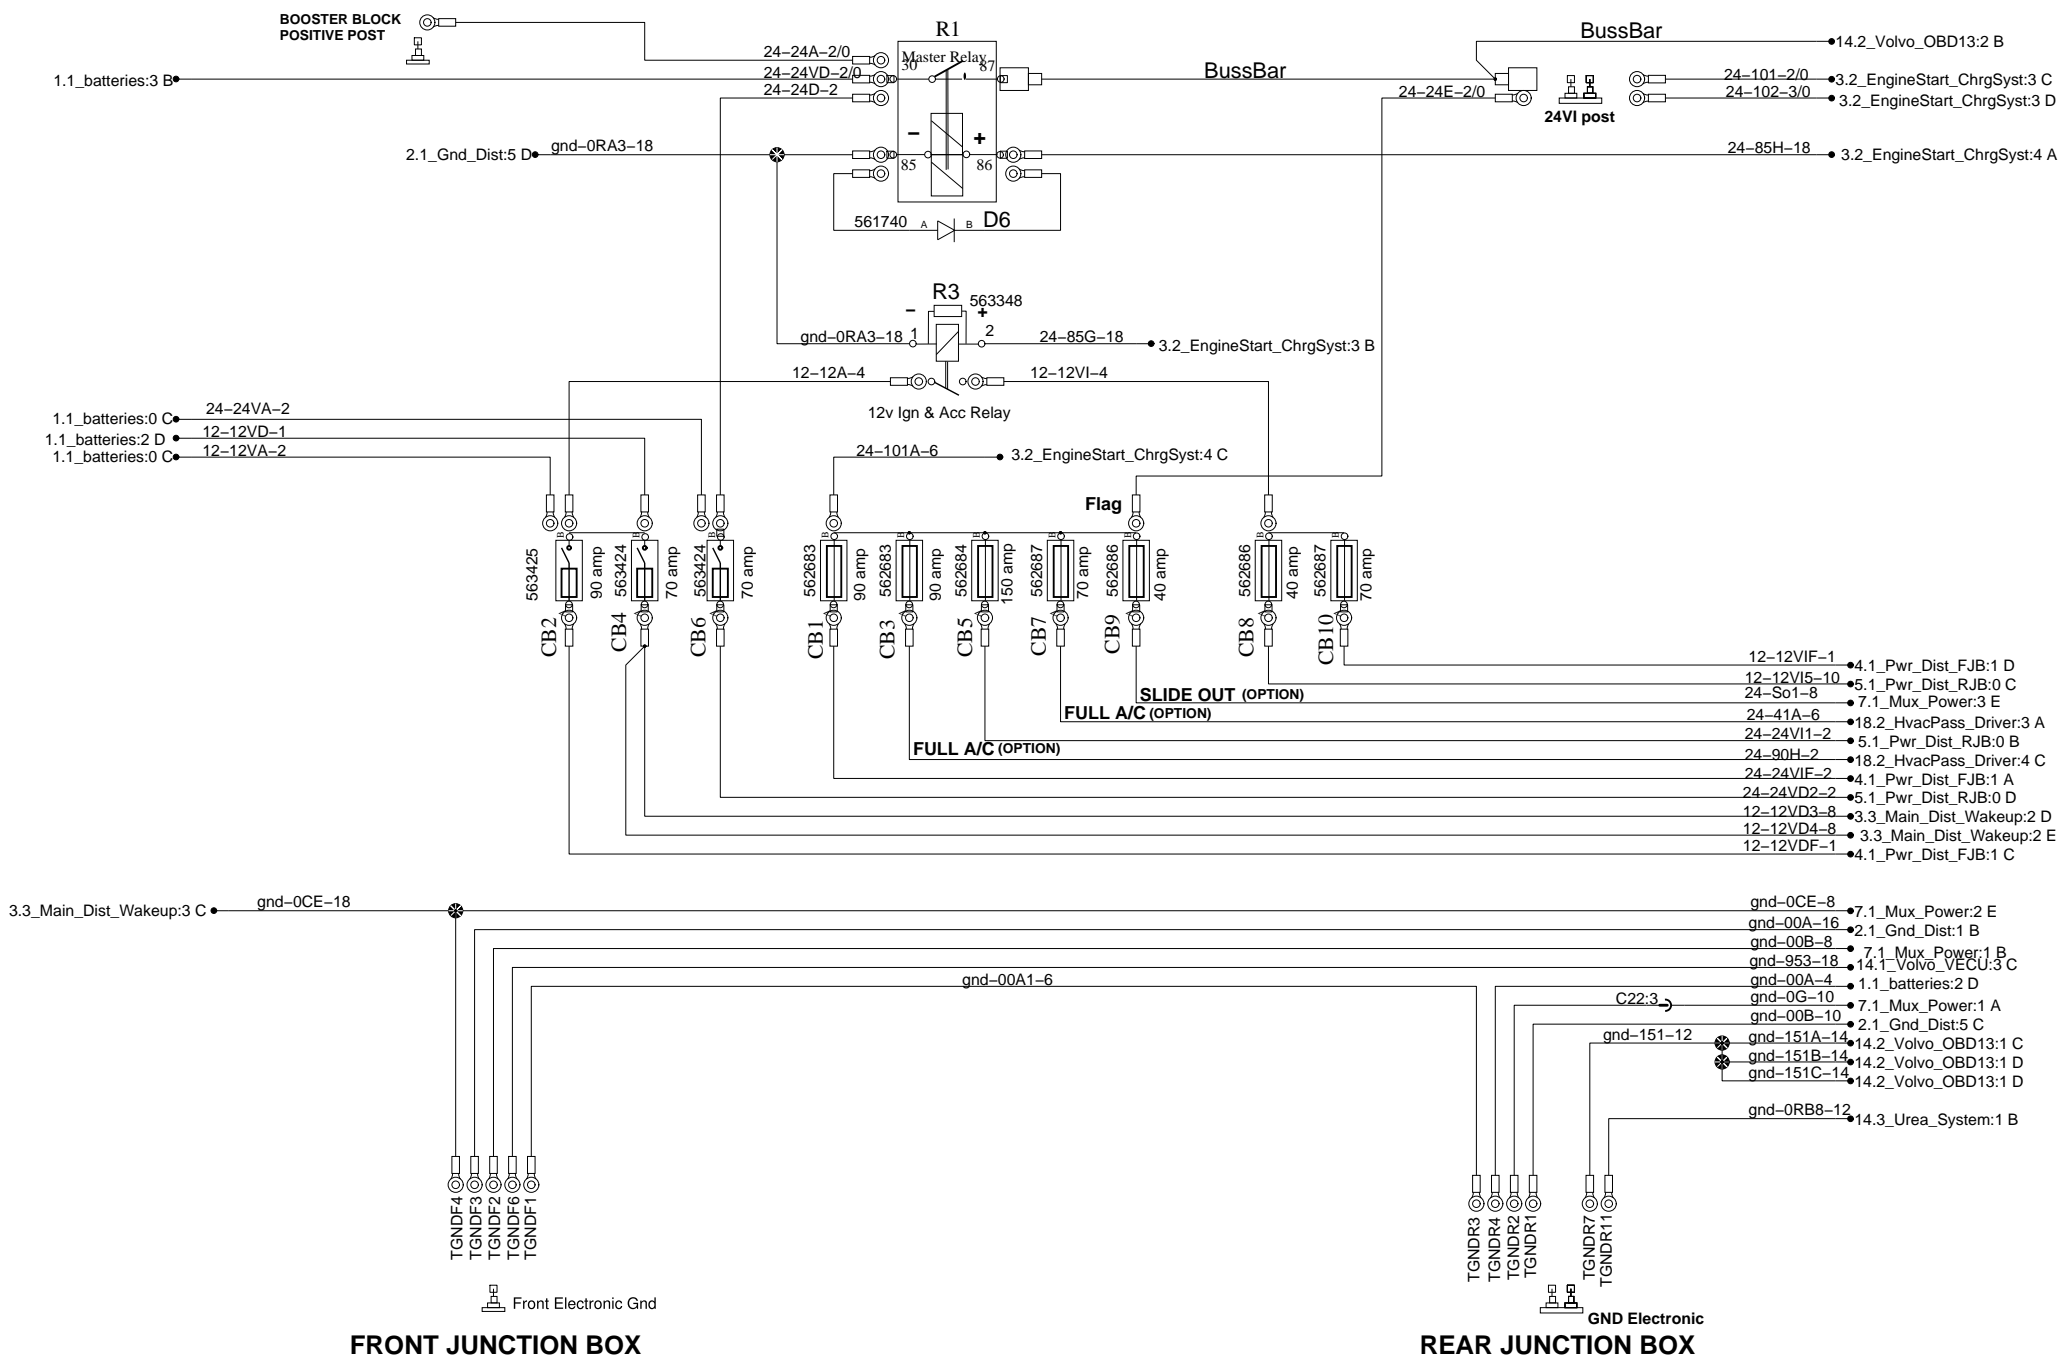 BOOSTER BLOCK
POSITIVE POST
R1
Master Relay
30
87
BussBar
BussBar
24–24A–2/0
1.1_batteries:3 B
24–24VD–2/0
24–24D–2
24–24E–2/0
24VI post
14.2_Volvo_OBD13:2 B
24–101–2/0
3.2_EngineStart_ChrgSyst:3 C
24–102–3/0
3.2_EngineStart_ChrgSyst:3 D
2.1_Gnd_Dist:5 D
gnd–0RA3–18
– +
85
86
24–85H–18
3.2_EngineStart_ChrgSyst:4 A
561740 A B D6
R3
563348
– +
gnd–0RA3–18 1
2 24–85G–18
3.2_EngineStart_ChrgSyst:3 B
12–12A–4
12–12VI–4
12v Ign & Acc Relay
1.1_batteries:0 C
24–24VA–2
1.1_batteries:2 D
12–12VD–1
1.1_batteries:0 C
12–12VA–2
24–101A–6
3.2_EngineStart_ChrgSyst:4 C
Flag
B
563425
90 amp
CB2
B
563424
70 amp
CB4
B
563424
70 amp
CB6
B
562683
90 amp
CB1
B
562683
90 amp
CB3
B
562684
150 amp
CB5
B
562687
70 amp
CB7
B
562686
40 amp
CB9
B
562686
40 amp
CB8
B
562687
70 amp
CB10
12–12VIF–1
4.1_Pwr_Dist_FJB:1 D
12–12VI5–10
5.1_Pwr_Dist_RJB:0 C
SLIDE OUT (OPTION)
24–So1–8
7.1_Mux_Power:3 E
FULL A/C (OPTION)
24–41A–6
18.2_HvacPass_Driver:3 A
24–24VI1–2
5.1_Pwr_Dist_RJB:0 B
FULL A/C (OPTION)
24–90H–2
18.2_HvacPass_Driver:4 C
24–24VIF–2
4.1_Pwr_Dist_FJB:1 A
24–24VD2–2
5.1_Pwr_Dist_RJB:0 D
12–12VD3–8
3.3_Main_Dist_Wakeup:2 D
12–12VD4–8
3.3_Main_Dist_Wakeup:2 E
12–12VDF–1
4.1_Pwr_Dist_FJB:1 C
3.3_Main_Dist_Wakeup:3 C
gnd–0CE–18
gnd–0CE–8
7.1_Mux_Power:2 E
gnd–00A–16
2.1_Gnd_Dist:1 B
gnd–00B–8
7.1_Mux_Power:1 B
gnd–953–18
14.1_Volvo_VECU:3 C
gnd–00A1–6
gnd–00A–4
1.1_batteries:2 D
C22:3
gnd–0G–10
7.1_Mux_Power:1 A
gnd–00B–10
2.1_Gnd_Dist:5 C
gnd–151–12
gnd–151A–14
14.2_Volvo_OBD13:1 C
gnd–151B–14
14.2_Volvo_OBD13:1 D
gnd–151C–14
14.2_Volvo_OBD13:1 D
gnd–0RB8–12
14.3_Urea_System:1 B
TGNDF4
TGNDF3
TGNDF2
TGNDF6
TGNDF1
TGNDR3
TGNDR4
TGNDR2
TGNDR1
TGNDR7
TGNDR11
Front Electronic Gnd
GND Electronic
FRONT JUNCTION BOX
REAR JUNCTION BOX